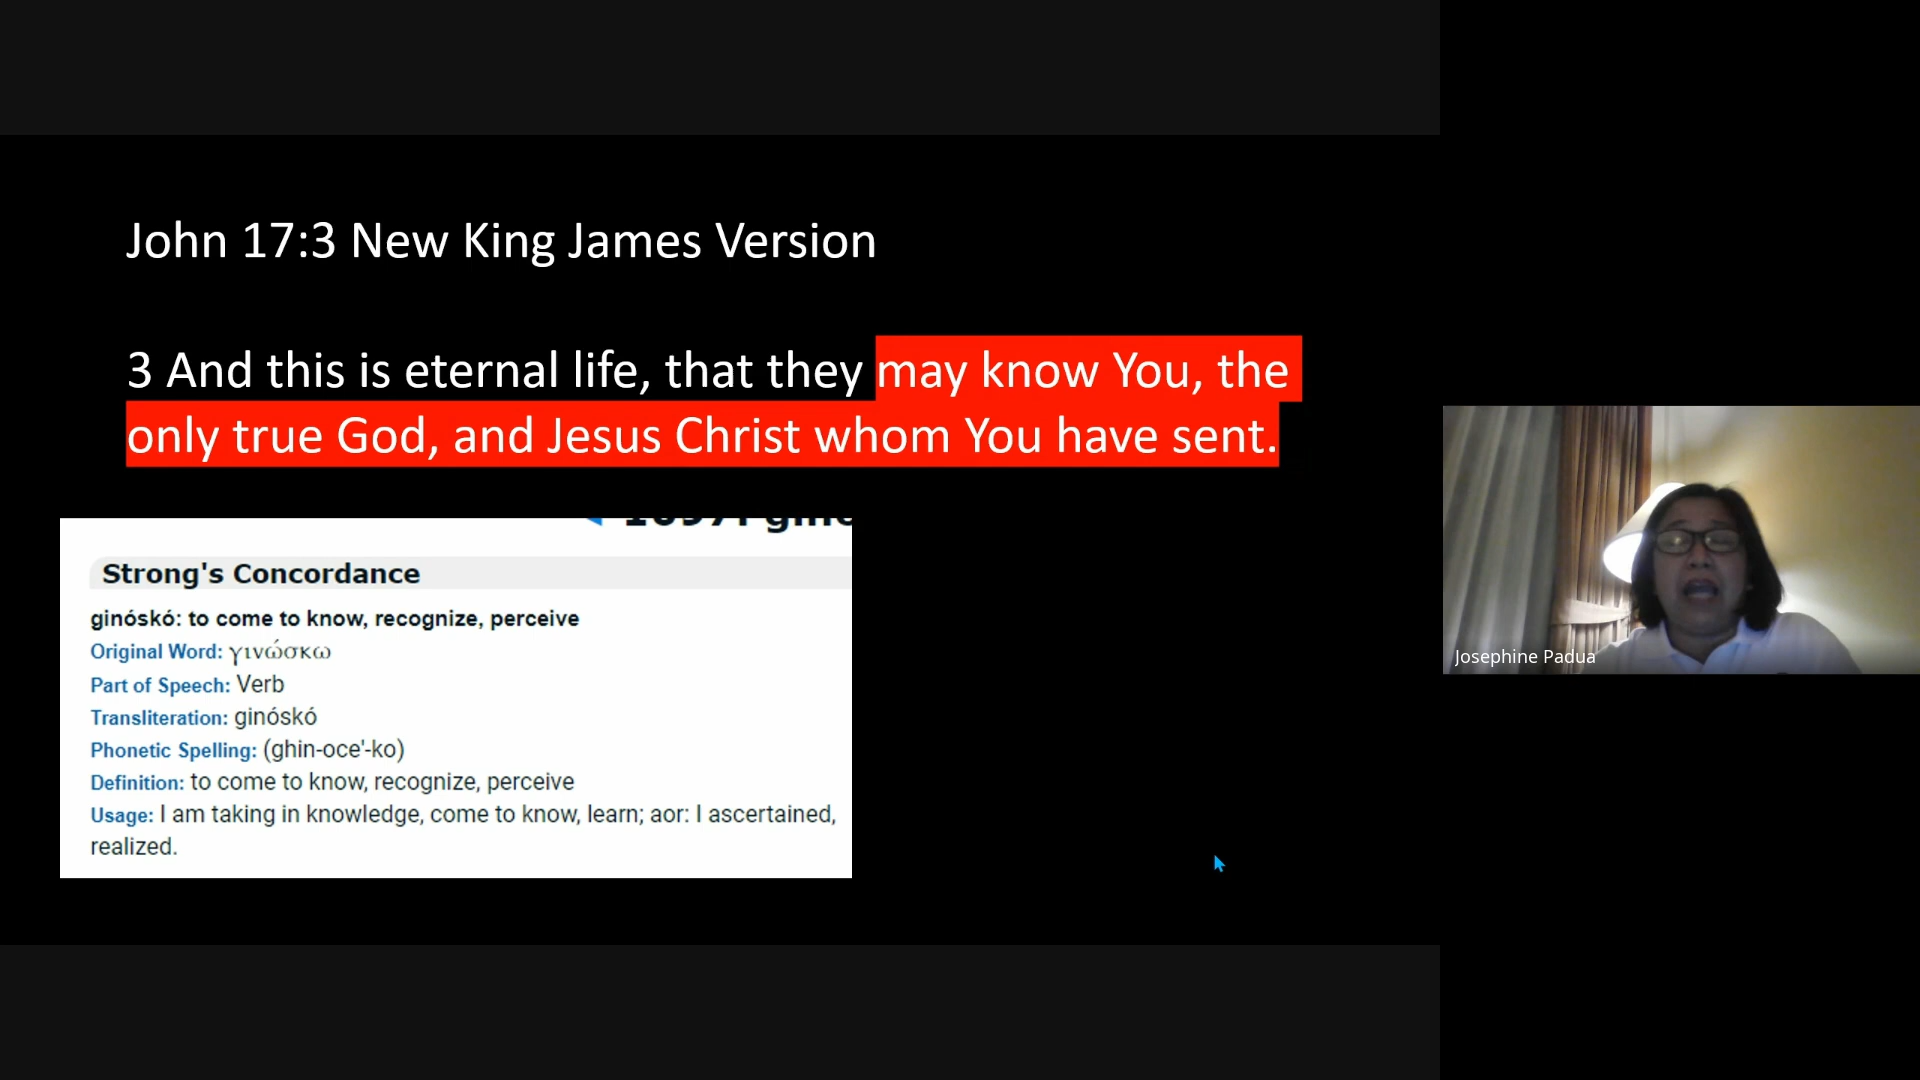 John 17:3 New King James Version
3 And this is eternal life, that they may know You, the
only true God, and Jesus Christ whom You have sent.
Strong's Concordance
ginóskó: to come to know, recognize, perceive
Original Word: γινώσκω
Part of Speech: Verb
Transliteration: ginóskó
Phonetic Spelling: (ghin-oce'-ko)
Definition: to come to know, recognize, perceive
Usage: I am taking in knowledge, come to know, learn; aor: I ascertained,
realized.
Josephine Padua